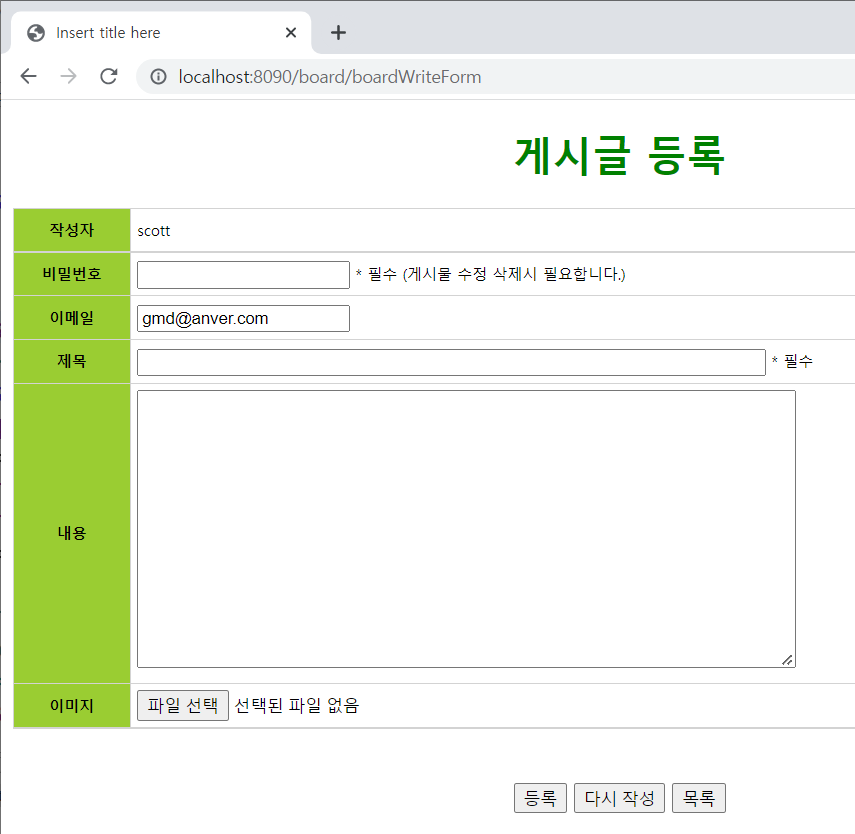 Insert title here
localhost:8090/board/boardWriteForm
게시글 등록
작성자 scott
비밀번호 * 필수 (게시물 수정 삭제시 필요합니다.)
이메일 gmd@anver.com
제목 * 필수
내용
이미지 파일 선택 선택된 파일 없음
등록 다시 작성 목록